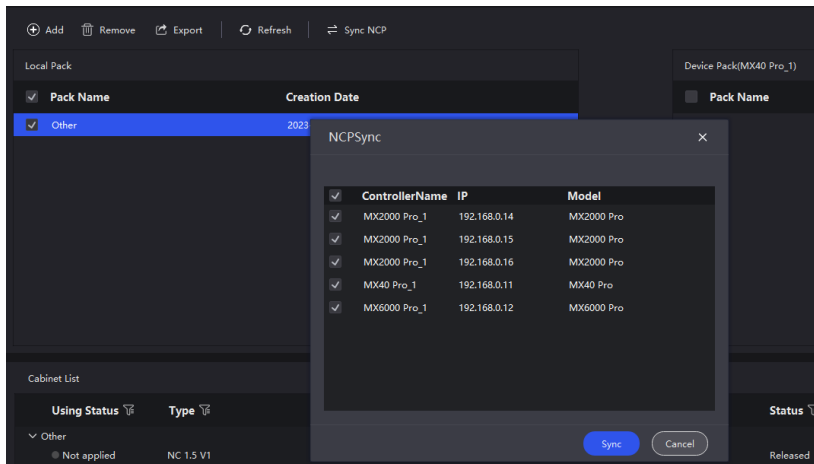 Add Remove Export Refresh Sync NCP
Local Pack Device Pack(MX40 Pro_1)
Pack Name Creation Date Pack Name
Other 2023
NCPSync
ControllerName IP Model
MX2000 Pro_1 192.168.0.14 MX2000 Pro
MX2000 Pro_1 192.168.0.15 MX2000 Pro
MX2000 Pro_1 192.168.0.16 MX2000 Pro
MX40 Pro_1 192.168.0.11 MX40 Pro
MX6000 Pro_1 192.168.0.12 MX6000 Pro
Cabinet List
Using Status Type Status
Other
Sync Cancel
Not applied NC 1.5 V1 Released